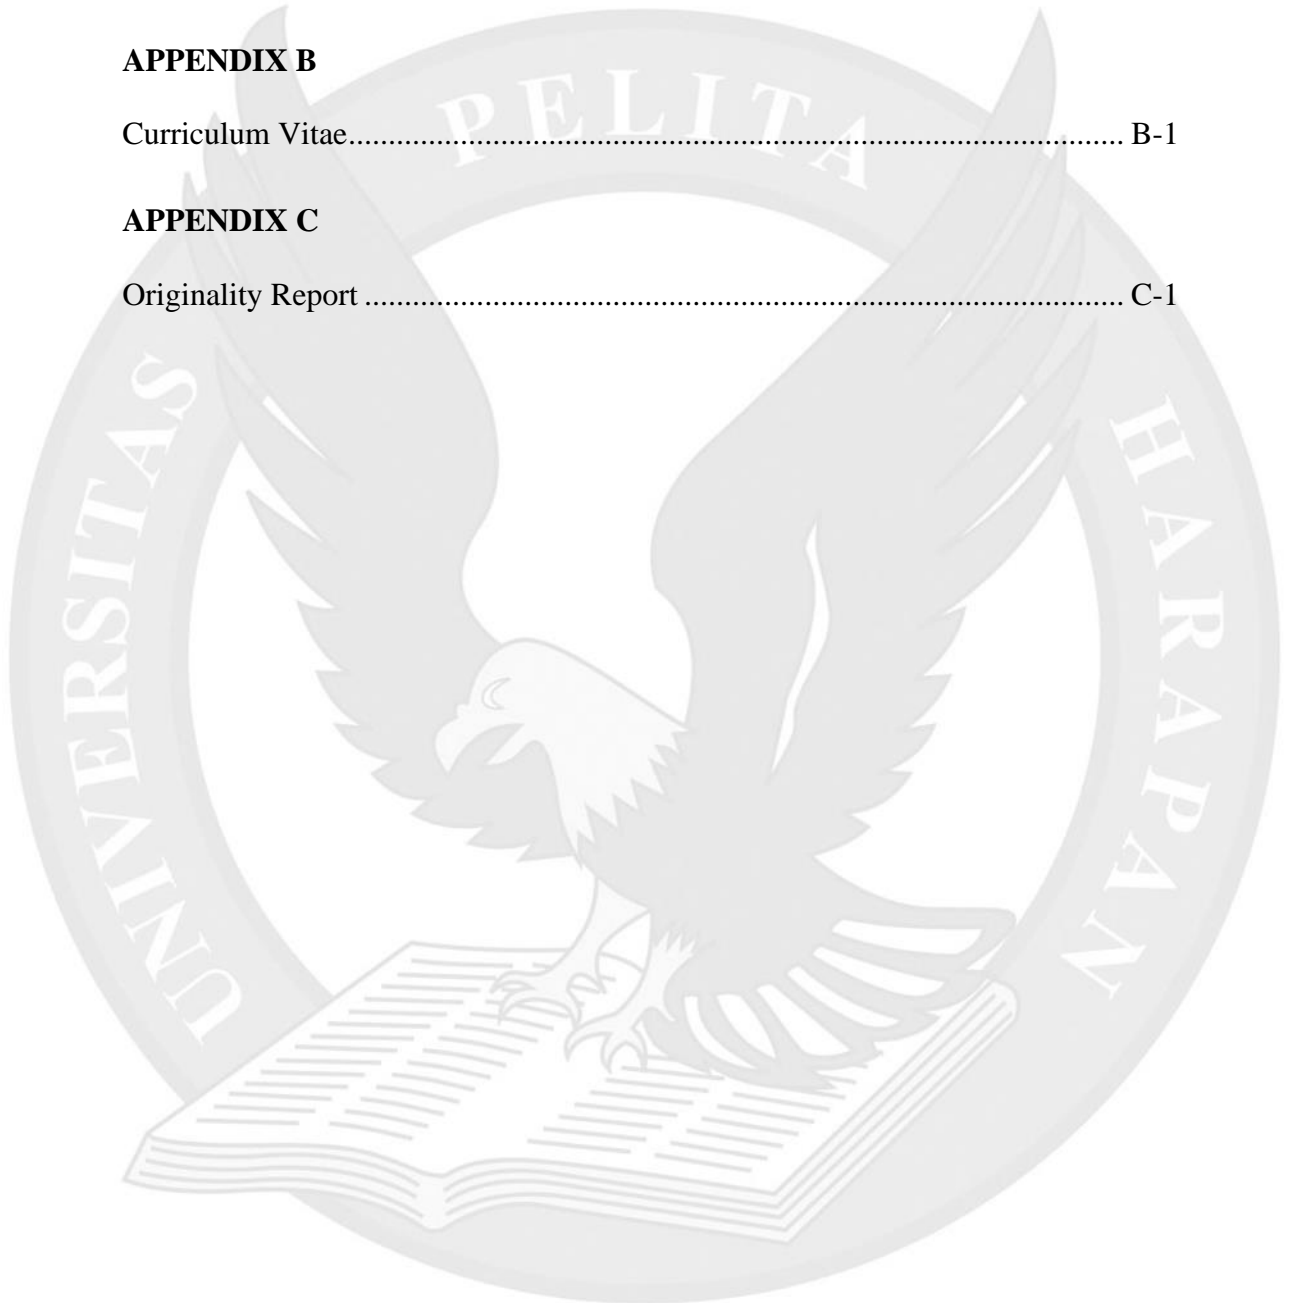 APPENDIX B
Curriculum Vitae.................................................................................................. B-1
APPENDIX C
Originality Report ................................................................................................ C-1
UNIVERSITAS PELITA HARAPAN